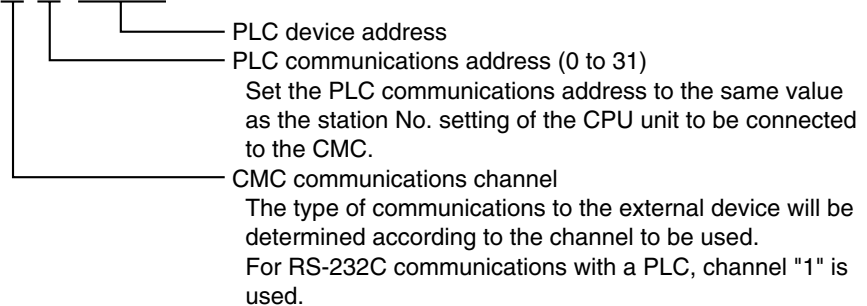 PLC device address
PLC communications address (0 to 31)
Set the PLC communications address to the same value
as the station No. setting of the CPU unit to be connected
to the CMC.
CMC communications channel
The type of communications to the external device will be
determined according to the channel to be used.
For RS-232C communications with a PLC, channel "1" is
used.